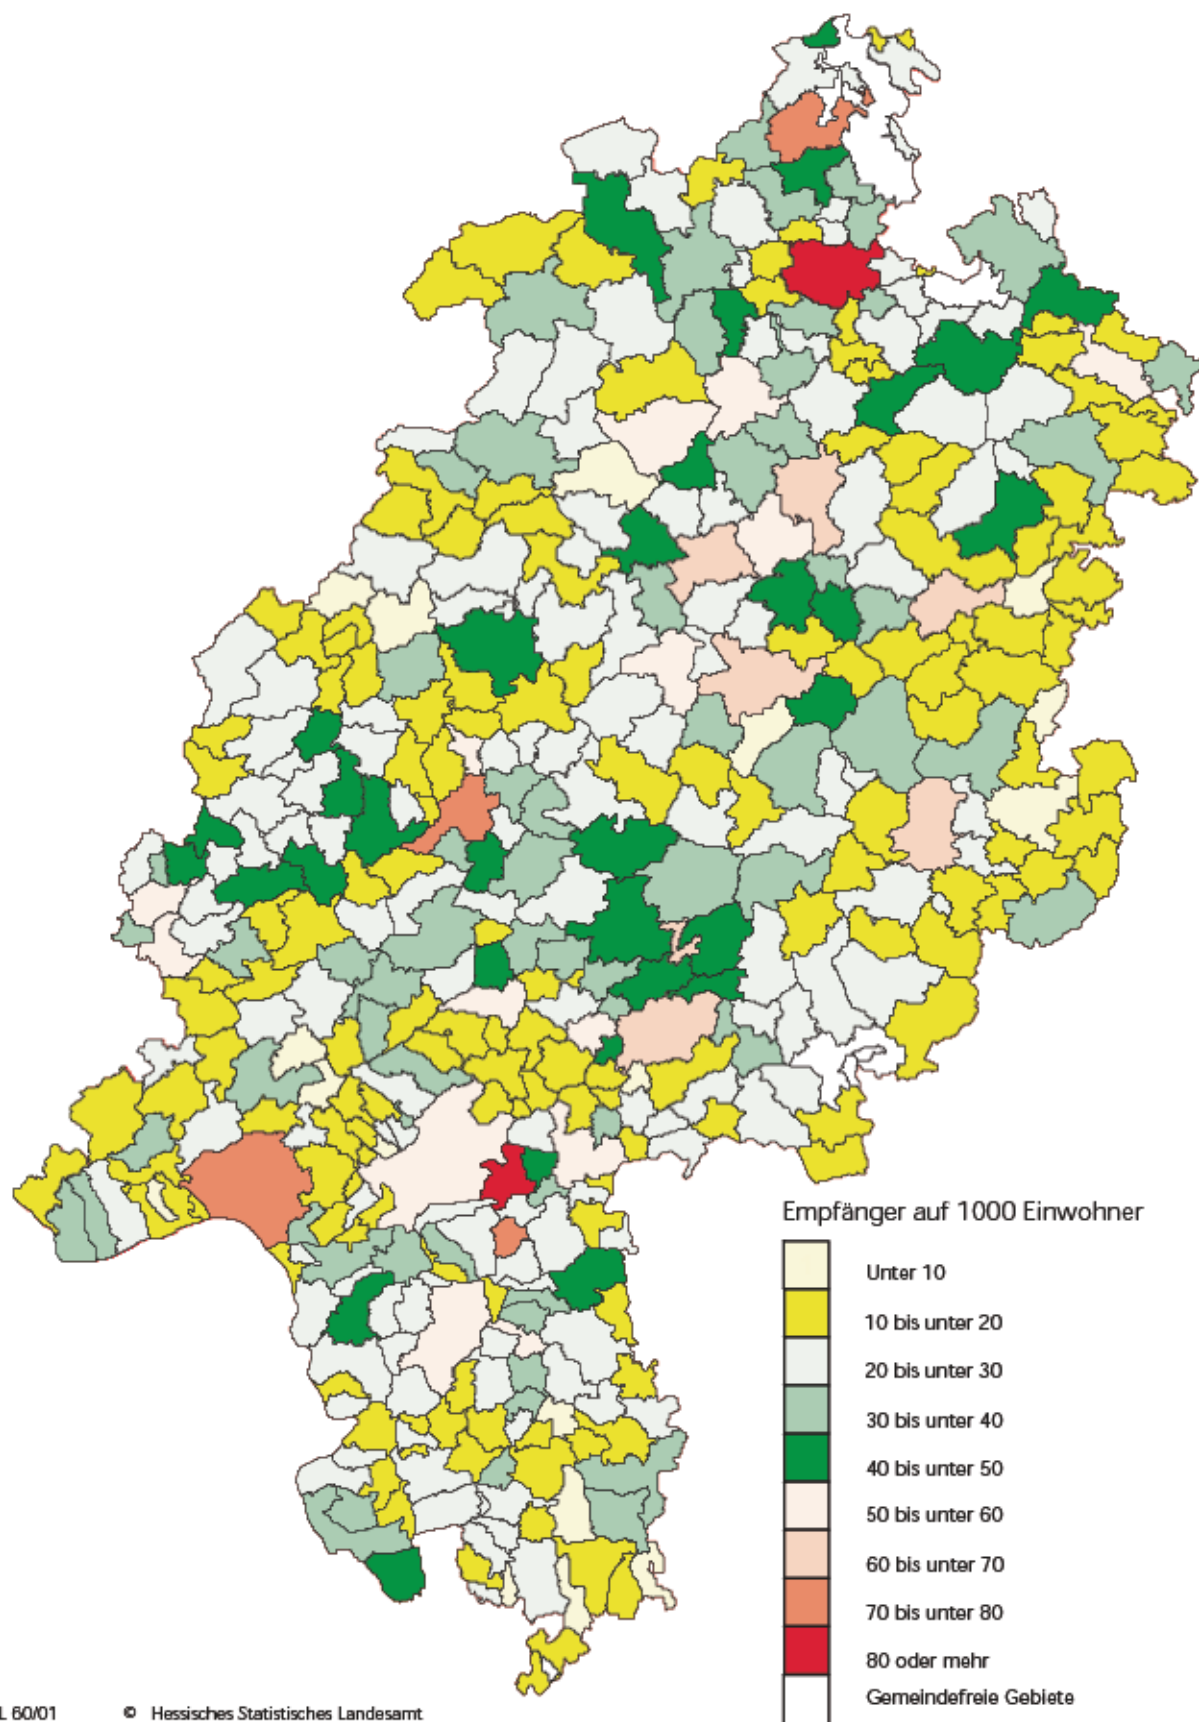 Empfänger auf 1000 Einwohner
Unter 10
10 bis unter 20
20 bis unter 30
30 bis unter 40
40 bis unter 50
50 bis unter 60
60 bis unter 70
70 bis unter 80
80 oder mehr
Gemeindefreie Gebiete
L 60/01 © Hessisches Statistisches Landesamt